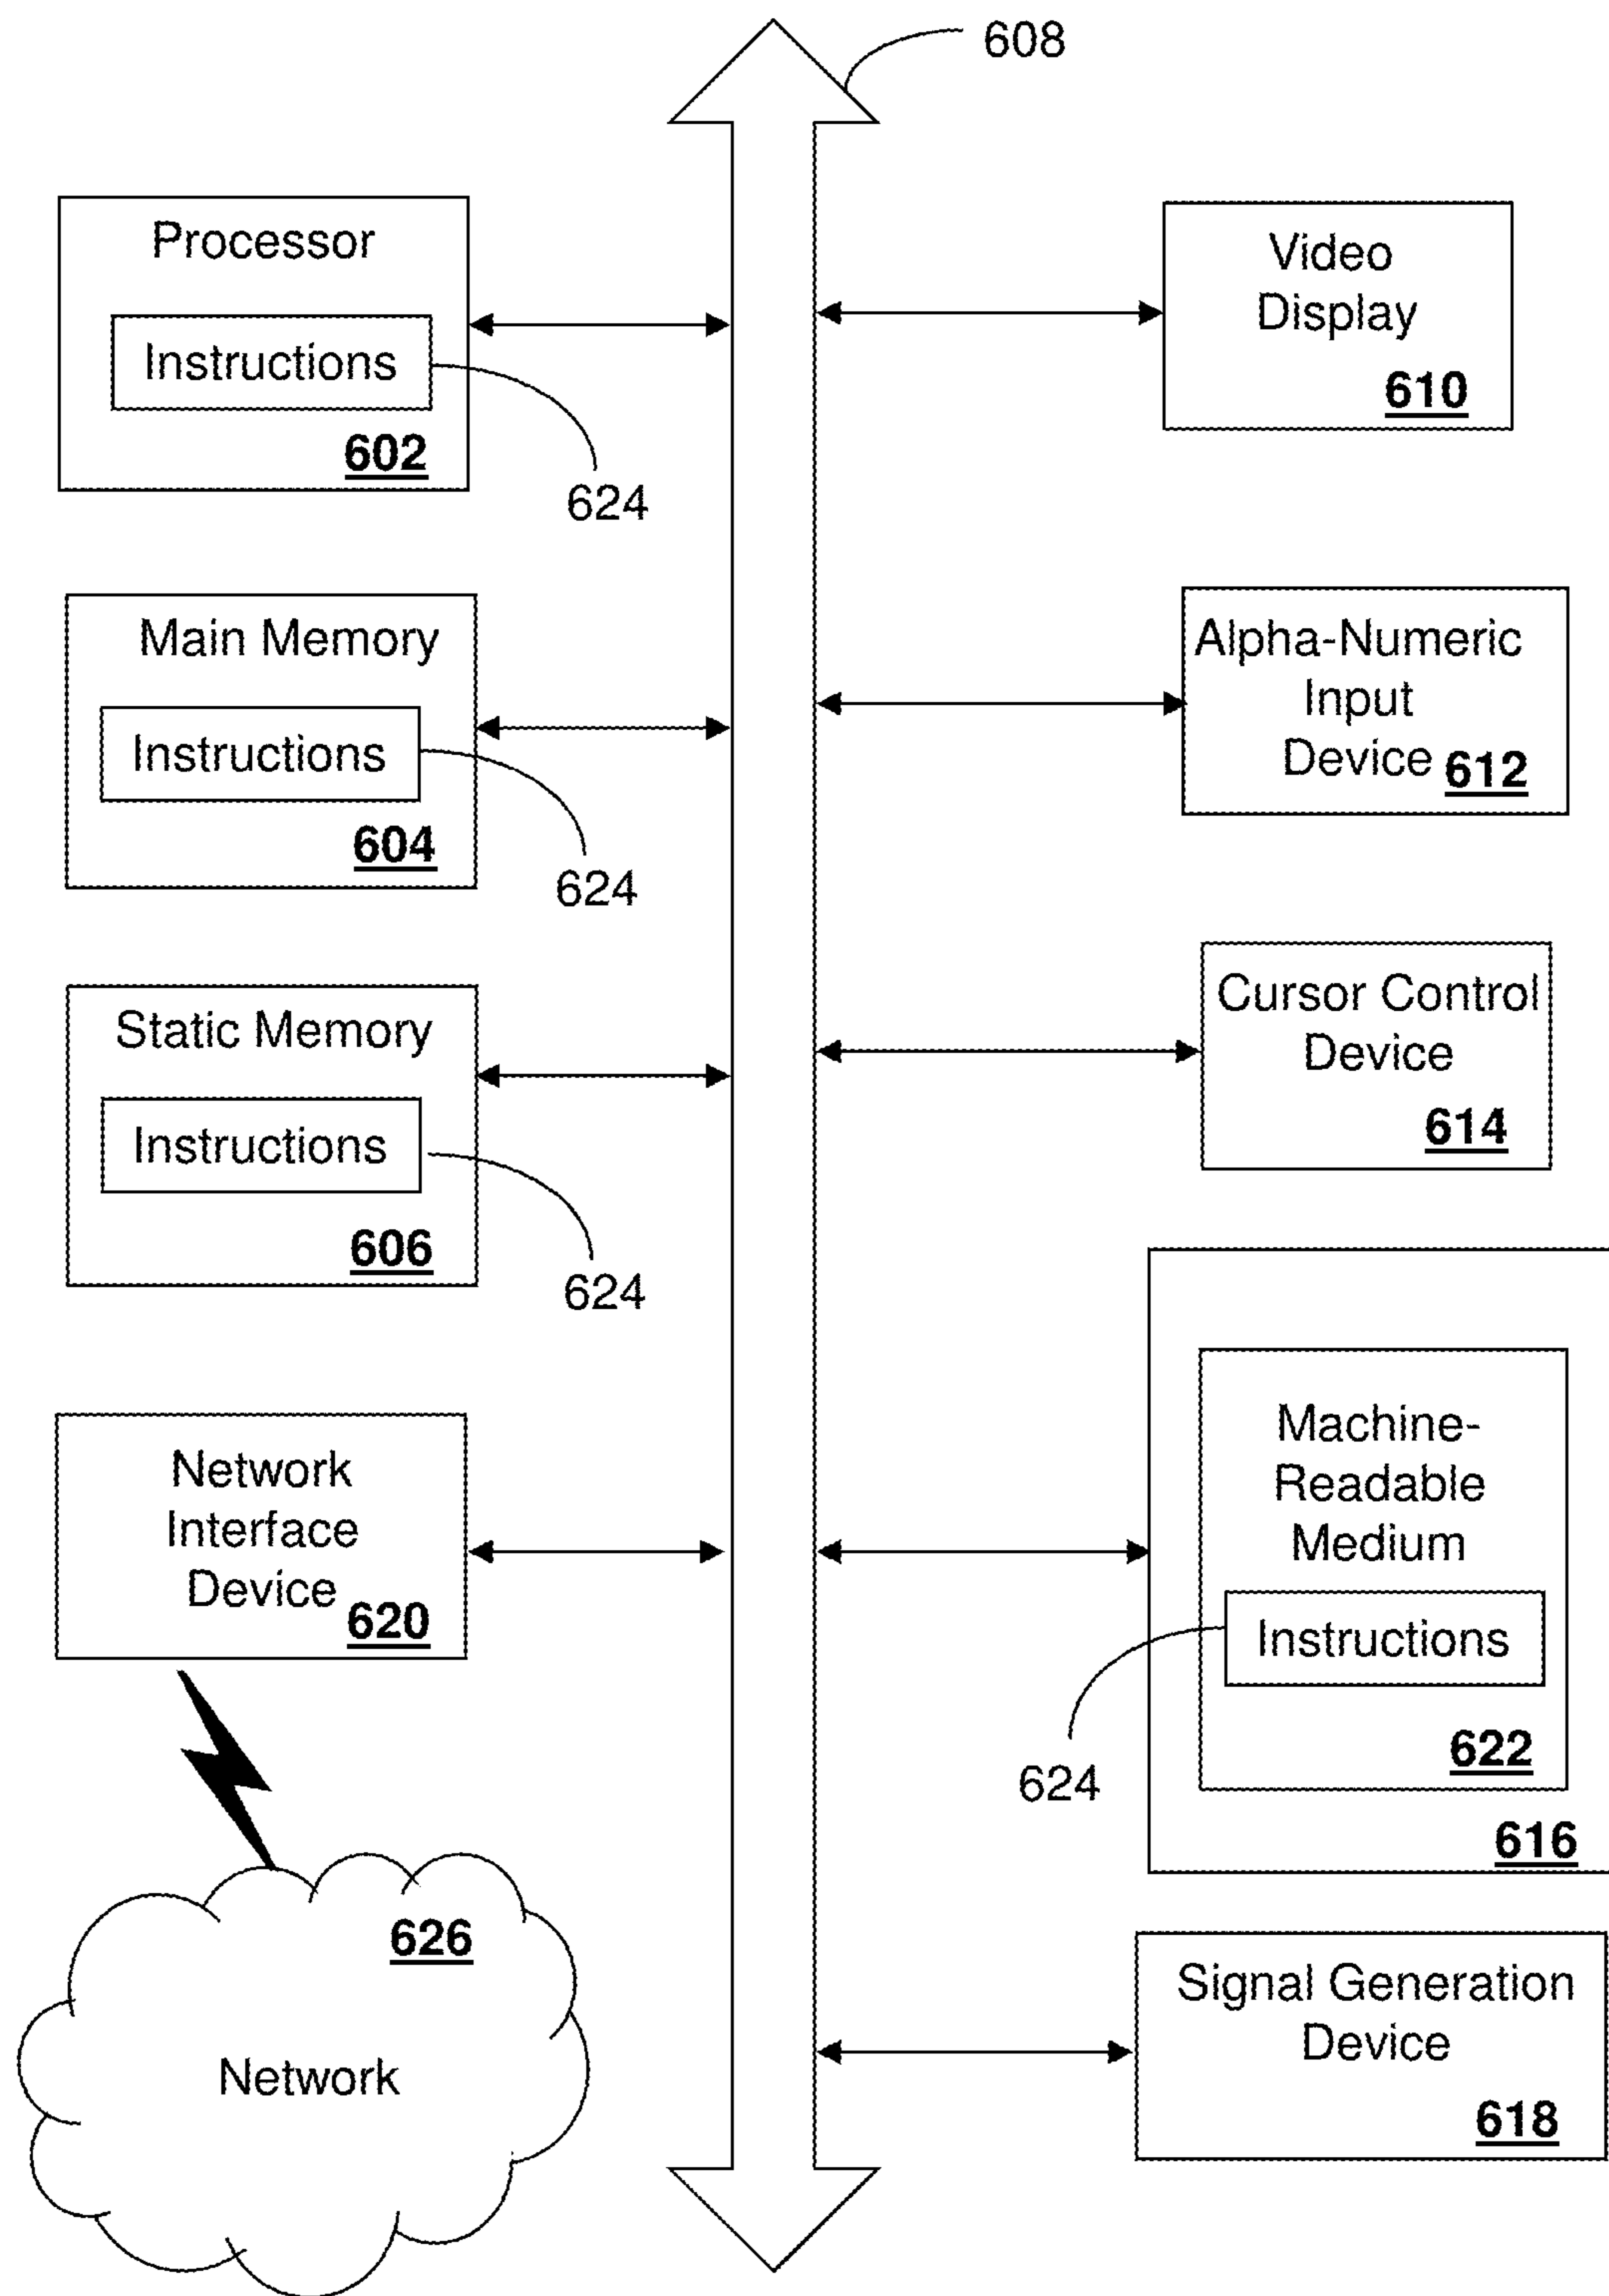 608
Processor
Instructions
602
624
Main Memory
Instructions
604
624
Static Memory
Instructions
606
624
Network
Interface
Device
620
626
Network
Video
Display
610
Alpha-Numeric
Input
Device 612
Cursor Control
Device
614
Machine-
Readable
Medium
Instructions
622
624
616
Signal Generation
Device
618